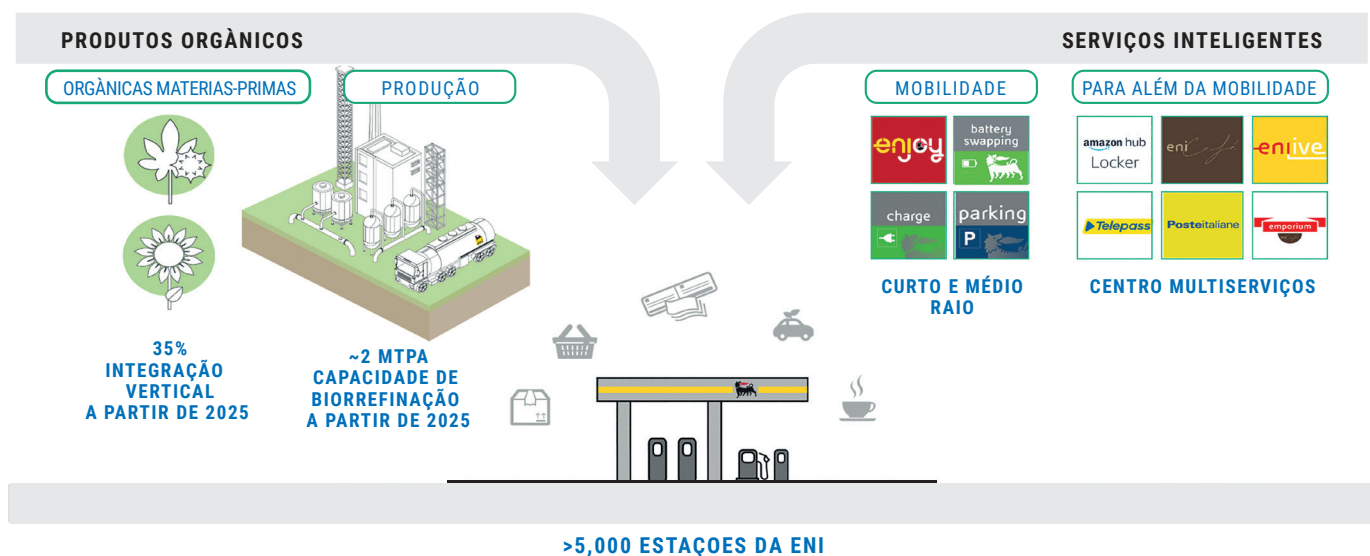 PRODUTOS ORGÀNICOS
ORGÀNICAS MATERIAS-PRIMAS
PRODUÇÃO
35%
INTEGRAÇÃO
VERTICAL
A PARTIR DE 2025
~2 MTPA
CAPACIDADE DE
BIORREFINAÇÃO
A PARTIR DE 2025
SERVIÇOS INTELIGENTES
MOBILIDADE
enjoy
battery
swapping
charge
parking
P
CURTO E MÉDIO
RAIO
PARA ALÉM DA MOBILIDADE
amazon hub
Locker
eni Café
enilive
Telepass
Posteitaliane
emporium
CENTRO MULTISERVIÇOS
>5,000 ESTAÇOES DA ENI